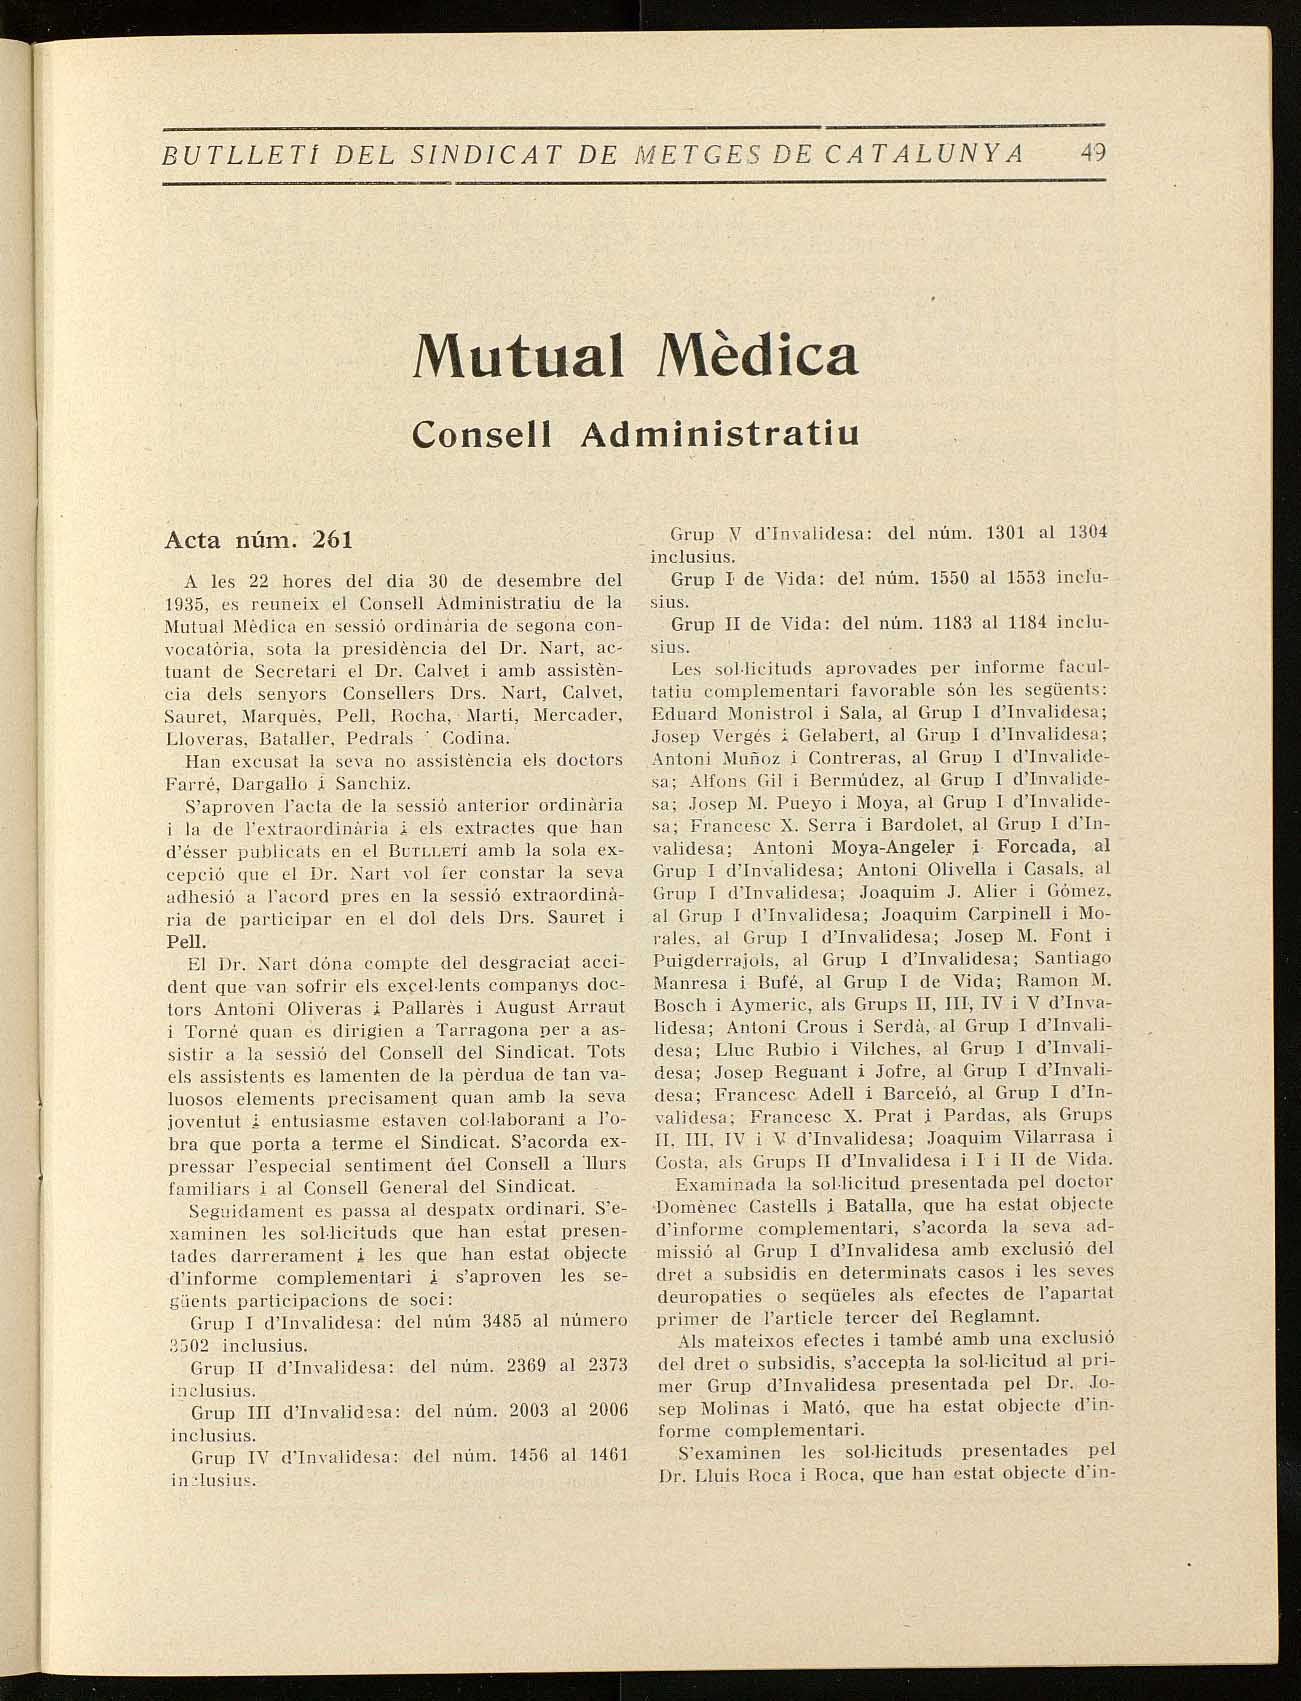 BUTLLETÍ DEL SINDICAT DE METGES DE CATALUNYA 49
Mutual Mèdica
Consell Administratiu
Acta núm. 261
A les 22 hores del dia 30 de desembre del
1935, es reuneix el Consell Administratiu de la
Mutual Mèdica en sessió ordinària de segona con-
vocatòria, sota la presidència del Dr. Nart, ac-
tuant de Secretari el Dr. Calvet i amb assistèn-
cia dels senyors Consellers Drs. Nart, Calvet,
Sauret, Marquès, Pell, Rocha, Martí, Mercader,
Lloveras, Bataller, Pedrals ' Codina.
Han excusat la seva no assistència els doctors
Farré, Dargallo i Sanchiz.
S'aproven l'acta de la sessió anterior ordinària
i la de l'extraordinària i els extractes que han
d'ésser publicats en el BUTLLETÍ amb la sola ex-
cepció que el Dr. Nart vol fer constar la seva
adhesió a l'acord pres en la sessió extraordinà-
ria de participar en el dol dels Drs. Sauret i
Pell.
El Dr. Nart dóna compte del desgraciat acci-
dent que van sofrir els excel·lents companys doc-
tors Antoni Oliveras i Pallarès i August Arraut
i Torné quan es dirigien a Tarragona per a as-
sistir a la sessió del Consell del Sindicat. Tots
els assistents es lamenten de la pèrdua de tan va-
luosos elements precisament quan amb la seva
joventut i entusiasme estaven col·laborant a l'o-
bra que porta a terme el Sindicat. S'acorda ex-
pressar l'especial sentiment del Consell a llurs
familiars i al Consell General del Sindicat.
Seguidament es passa al despatx ordinari. S'e-
xaminen les sol·licituds que han estat presen-
tades darrerament i les que han estat objecte
d'informe complementari i s'aproven les se-
güents participacions de soci:
Grup I d'Invalidesa: del núm 3485 al número
3502 inclusius.
Grup II d'Invalidesa: del núm. 2369 al 2373
inclusius.
Grup III d'Invalidesa: del núm. 2003 al 2006
inclusius.
Grup IV d'Invalidesa: del núm. 1456 al 1461
inclusius.
Grup V d'Invalidesa: del núm. 1301 al 1304
inclusius.
Grup I de Vida: del núm. 1550 al 1553 inclu-
sius.
Grup II de Vida: del núm. 1183 al 1184 inclu-
sius.
Les sol·licituds aprovades per informe facul-
tatiu complementari favorable són les següents:
Eduard Monistrol i Sala, al Grup I d'Invalidesa;
Josep Vergés i Gelabert, al Grup I d'Invalidesa;
Antoni Muñoz i Contreras, al Grup I d'Invalide-
sa; Alfons Gil i Bermúdez, al Grup I d'Invalide-
sa; Josep M. Pueyo i Moya, al Grup I d'Invalide-
sa; Francesc X. Serra i Bardolet, al Grup I d'In-
validesa; Antoni Moya-Angeler i Forcada, al
Grup I d'Invalidesa; Antoni Olivella i Casals, al
Grup I d'Invalidesa; Joaquim J. Alier i Gómez,
al Grup I d'Invalidesa; Joaquim Carpinell i Mo-
rales, al Grup I d'Invalidesa; Josep M. Font i
Puigderrajols, al Grup I d'Invalidesa; Santiago
Manresa i Bufé, al Grup I de Vida; Ramon M.
Bosch i Aymeric, als Grups II, III, IV i V d'Inva-
lidesa; Antoni Crous i Serdà, al Grup I d'Invali-
desa; Lluc Rubio i Vilches, al Grup I d'Invali-
desa; Josep Reguant i Jofre, al Grup I d'Invali-
desa; Francesc Adell i Barceló, al Grup I d'In-
validesa; Francesc X. Prat i Pardas, als Grups
II, III, IV i V d'Invalidesa; Joaquim Vilarrasa i
Costa, als Grups II d'Invalidesa i I i II de Vida.
Examinada la sol·licitud presentada pel doctor
Domènec Castells i Batalla, que ha estat objecte
d'informe complementari, s'acorda la seva ad-
missió al Grup I d'Invalidesa amb exclusió del
dret a subsidis en determinats casos i les seves
deuropaties o seqüeles als efectes de l'apartat
primer de l'article tercer del Reglamnt.
Als mateixos efectes i també amb una exclusió
del dret o subsidis, s'accepta la sol·licitud al pri-
mer Grup d'Invalidesa presentada pel Dr. Jo-
sep Molinas i Mató, que ha estat objecte d'in-
forme complementari.
S'examinen les sol·licituds presentades pel
Dr. Lluis Roca i Roca, que han estat objecte d'in-